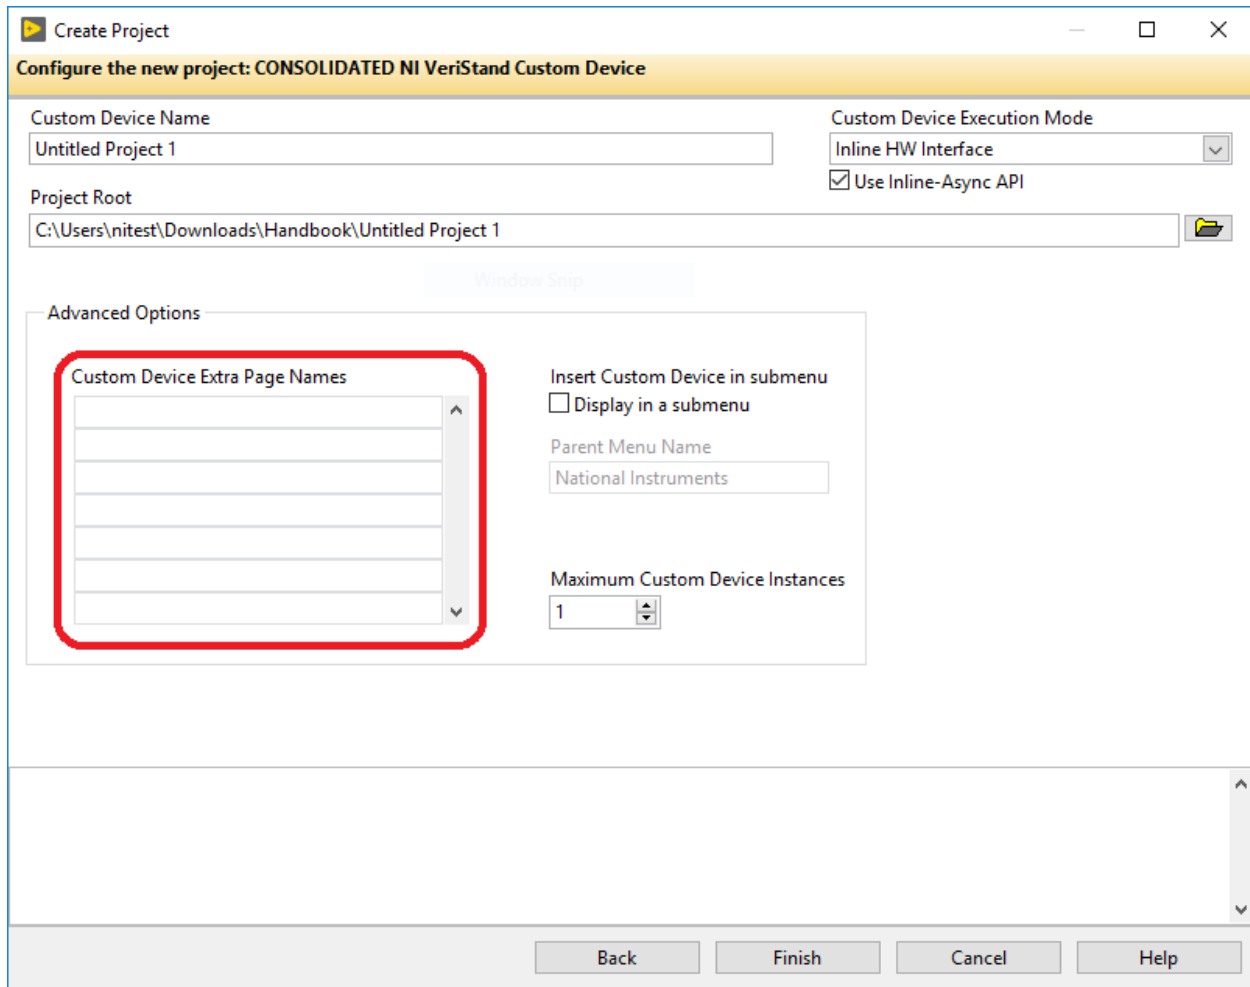 Create Project
Configure the new project: CONSOLIDATED NI VeriStand Custom Device
Custom Device Name
Untitled Project 1
Custom Device Execution Mode
Inline HW Interface
Use Inline-Async API
Project Root
C:\Users\nitest\Downloads\Handbook\Untitled Project 1
Window Snip
Advanced Options
Custom Device Extra Page Names
Insert Custom Device in submenu
Display in a submenu
Parent Menu Name
National Instruments
Maximum Custom Device Instances
1
Back
Finish
Cancel
Help